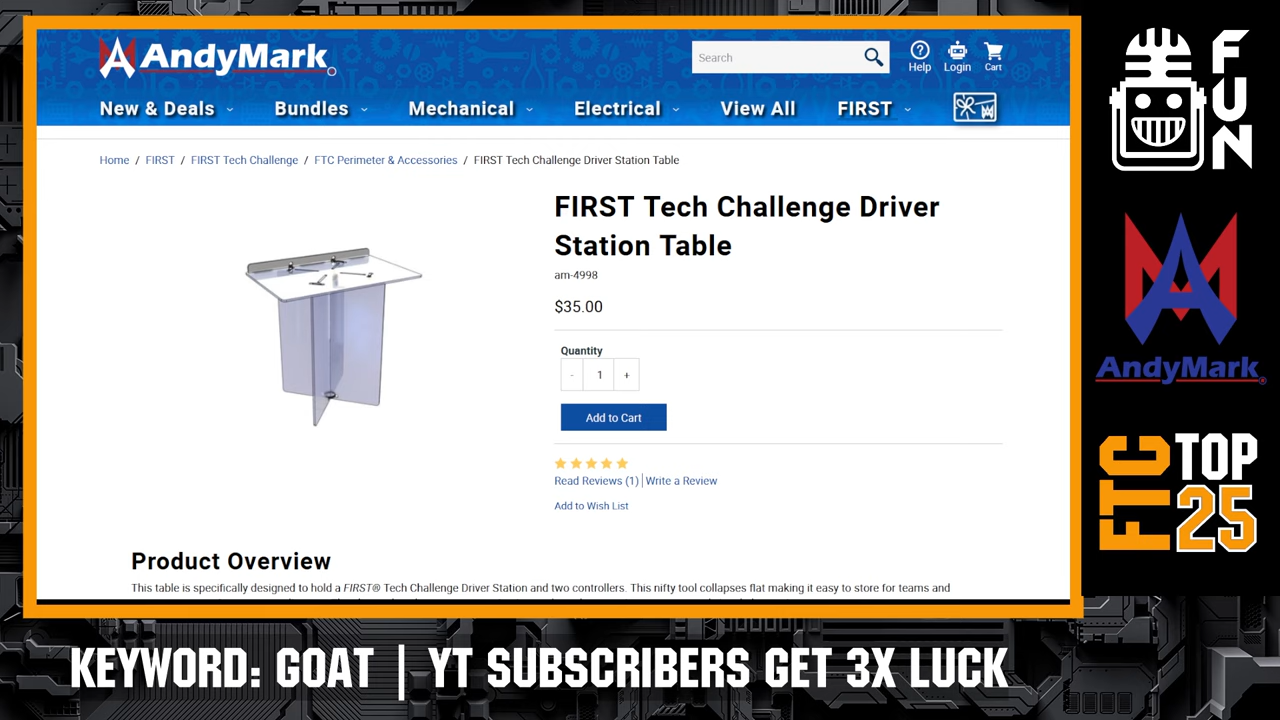 AndyMark
Search
Help
Login
Cart
New & Deals
Bundles
Mechanical
Electrical
View All
FIRST
Home / FIRST / FIRST Tech Challenge / FTC Perimeter & Accessories / FIRST Tech Challenge Driver Station Table
FIRST Tech Challenge Driver
Station Table
am-4998
$35.00
Quantity
- 1 +
Add to Cart
Read Reviews (1) | Write a Review
Add to Wish List
Product Overview
This table is specifically designed to hold a FIRST® Tech Challenge Driver Station and two controllers. This nifty tool collapses flat making it easy to store for teams and
FUN
AndyMark®
FTC
TOP
25
KEYWORD: GOAT | YT SUBSCRIBERS GET 3X LUCK